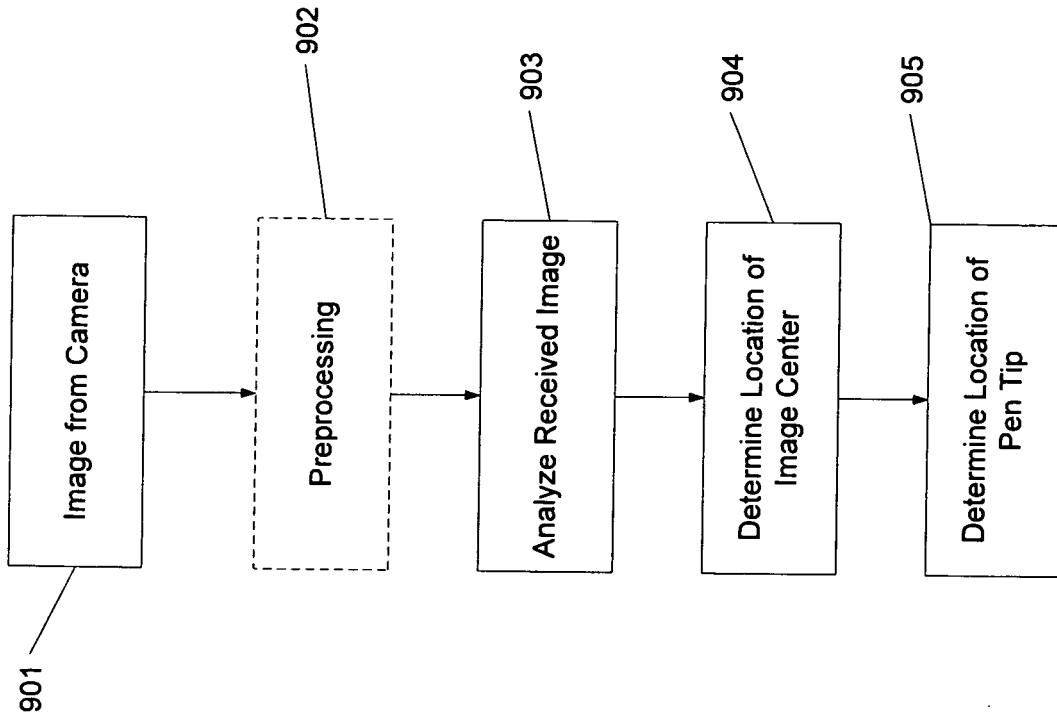 901
Image from Camera
902
Preprocessing
903
Analyze Received Image
904
Determine Location of
Image Center
905
Determine Location of
Pen Tip